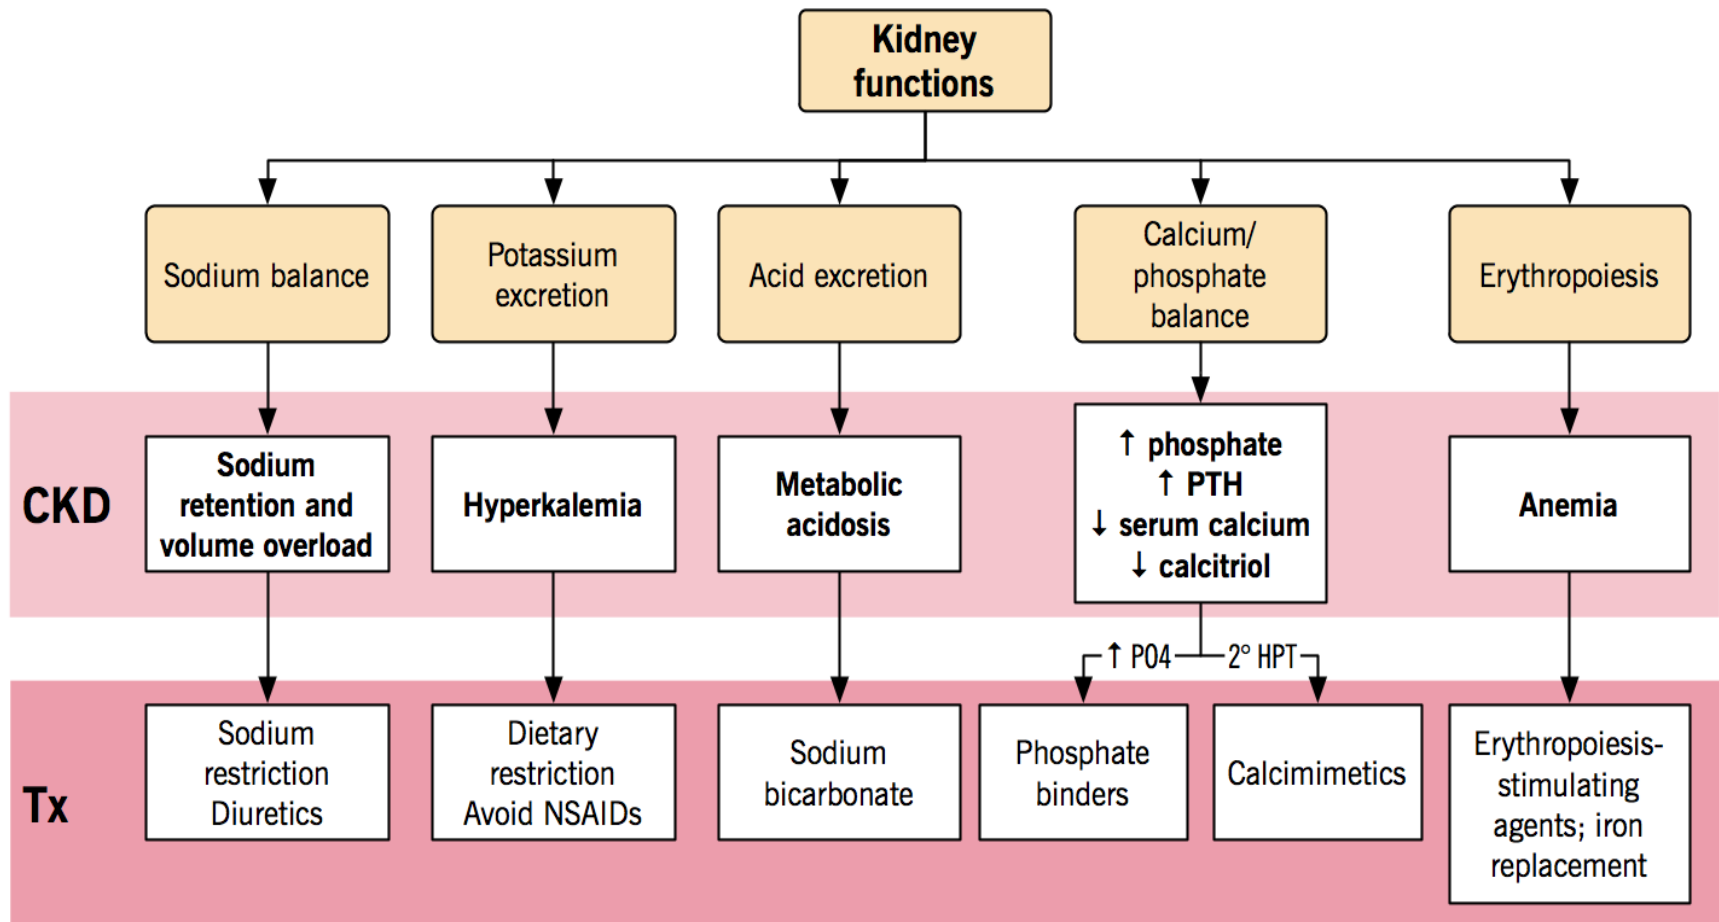 Kidney
functions
Sodium balance
Potassium
excretion
Acid excretion
Calcium/
phosphate
balance
Erythropoiesis
CKD
Sodium
retention and
volume overload
Hyperkalemia
Metabolic
acidosis
↑ phosphate
↑ PTH
↓ serum calcium
↓ calcitriol
Anemia
↑ PO4
2° HPT
Tx
Sodium
restriction
Diuretics
Dietary
restriction
Avoid NSAIDs
Sodium
bicarbonate
Phosphate
binders
Calcimimetics
Erythropoiesis-
stimulating
agents; iron
replacement